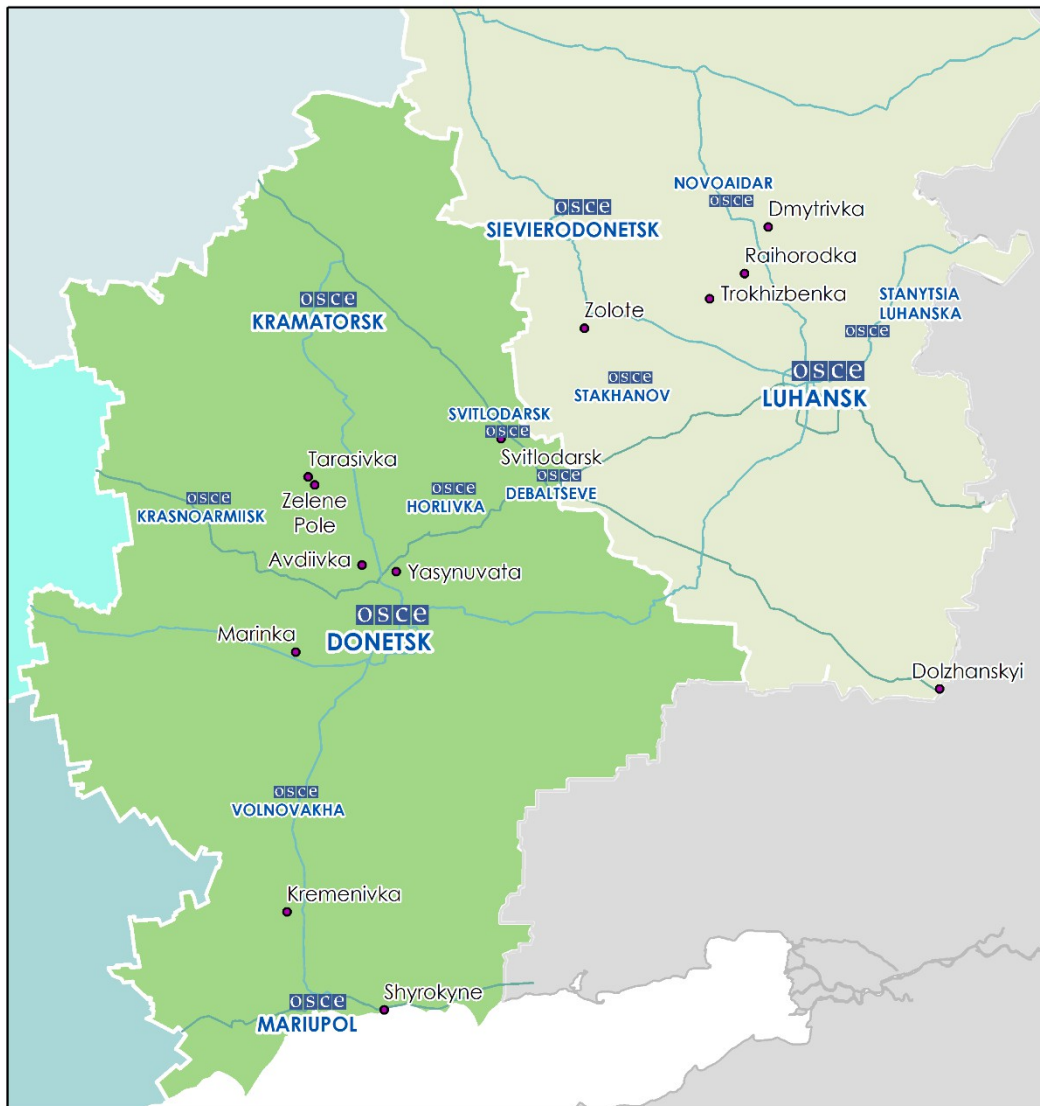 NOVOAIDAR
osce
osce
SIEVIERODONETSK
Dmytrivka
Raihorodka
Trokhizbenka
STANYTSIA
LUHANSKA
osce
osce
KRAMATORSK
Zolote
osce
LUHANSK
osce
STAKHANOV
SVITLODARSK
osce
Svitlodarsk
osce
DEBALTSEVE
Tarasivka
Zelene
Pole
osce
HORLIVKA
osce
KRASNOARMIISK
Avdiivka
Yasynuvata
osce
DONETSK
Marinka
Dolzhanskyi
osce
VOLNOVAKHA
Kremenivka
Shyrokyne
osce
MARIUPOL